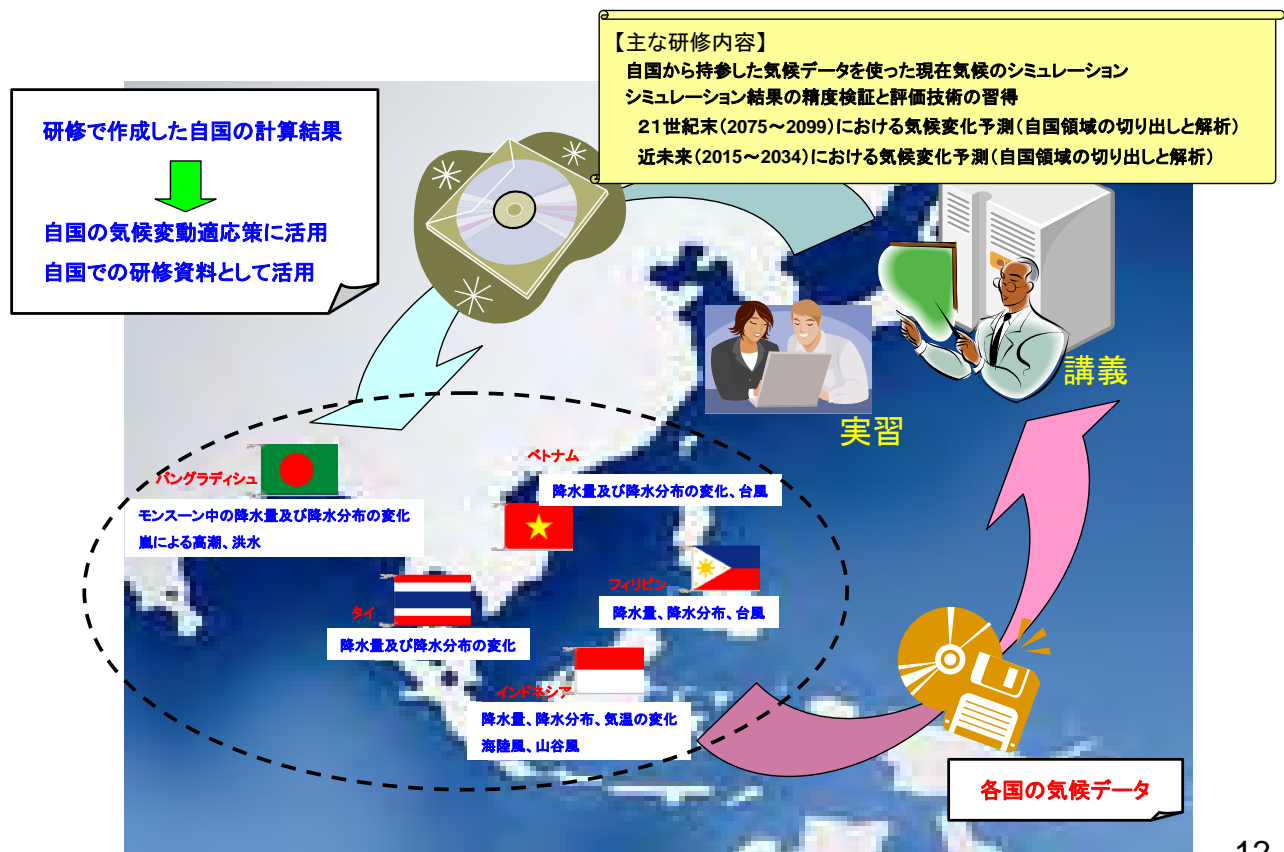 【主な研修内容】
自国から持参した気候データを使った現在気候のシミュレーション
シミュレーション結果の精度検証と評価技術の習得
21世紀末(2075～2099)における気候変化予測(自国領域の切り出しと解析)
近未来(2015～2034)における気候変化予測(自国領域の切り出しと解析)
研修で作成した自国の計算結果
自国の気候変動適応策に活用
自国での研修資料として活用
講義
実習
バングラディシュ
モンスーン中の降水量及び降水分布の変化
嵐による高潮、洪水
ベトナム
降水量及び降水分布の変化、台風
フィリピン
降水量、降水分布、台風
タイ
降水量及び降水分布の変化
インドネシア
降水量、降水分布、気温の変化
海陸風、山谷風
各国の気候データ
12